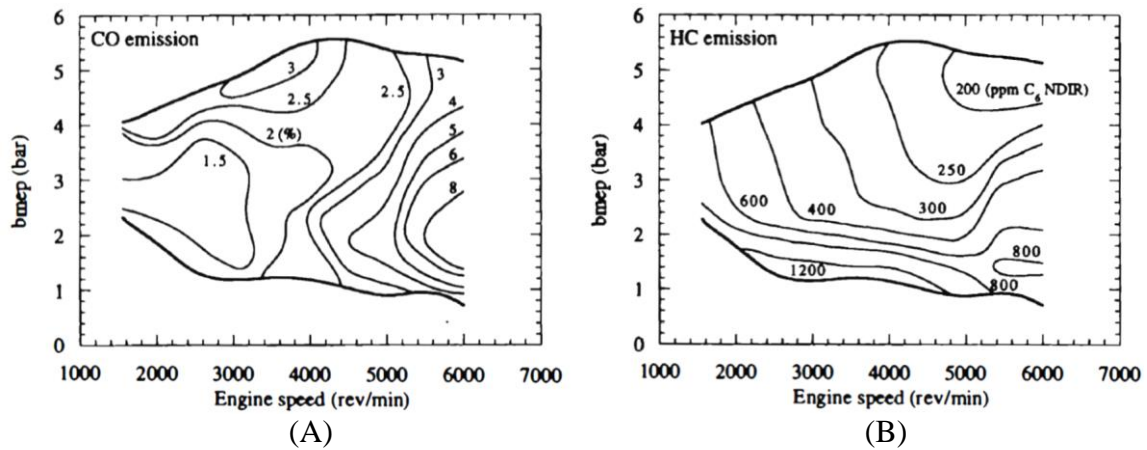 CO emission
6
5
4
3
2
1
0
bmep (bar)
1000 2000 3000 4000 5000 6000 7000
Engine speed (rev/min)
3
2.5
2 (%)
1.5
2.5
3
4
5
6
8
(A)
HC emission
6
5
4
3
2
1
0
bmep (bar)
1000 2000 3000 4000 5000 6000 7000
Engine speed (rev/min)
200 (ppm C6 NDIR)
250
300
400
600
800
800
1200
(B)